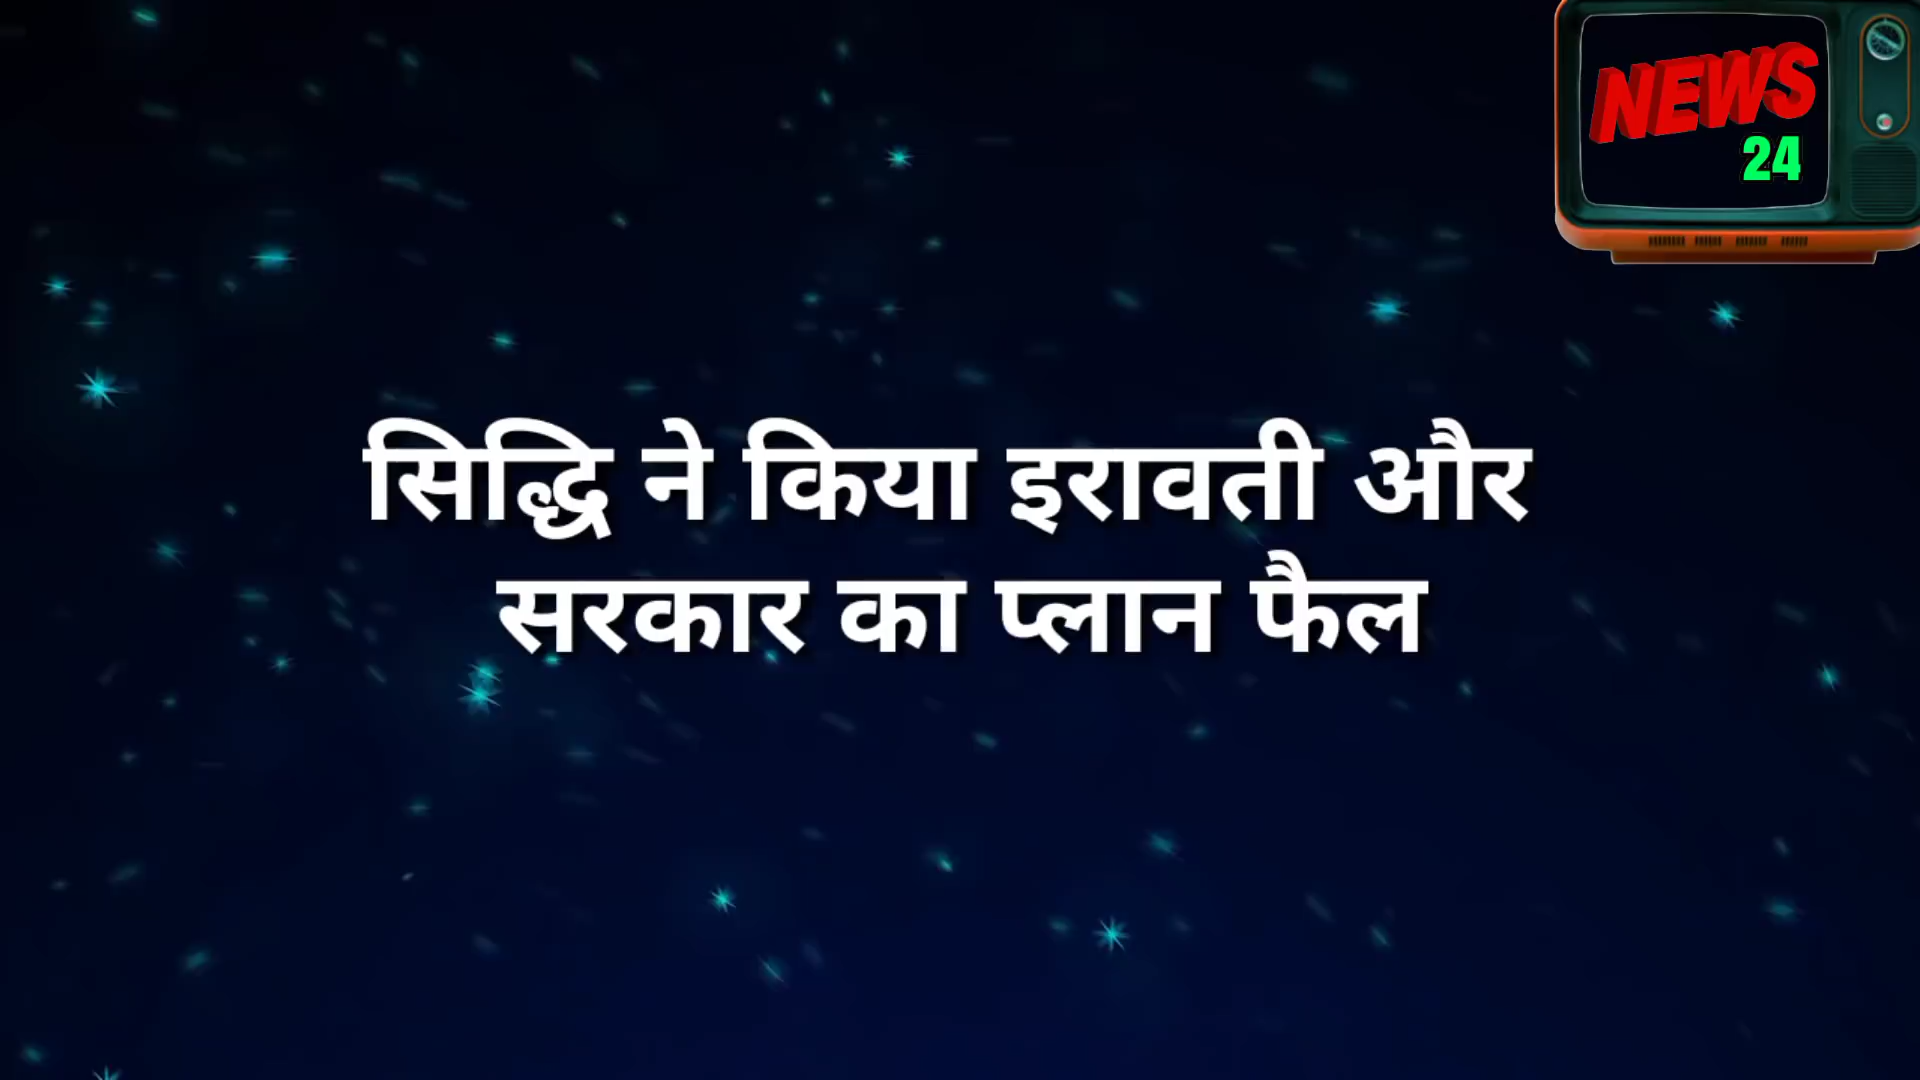 NEWS
24
सिद्धि ने किया इरावती और
सरकार का प्लान फैल